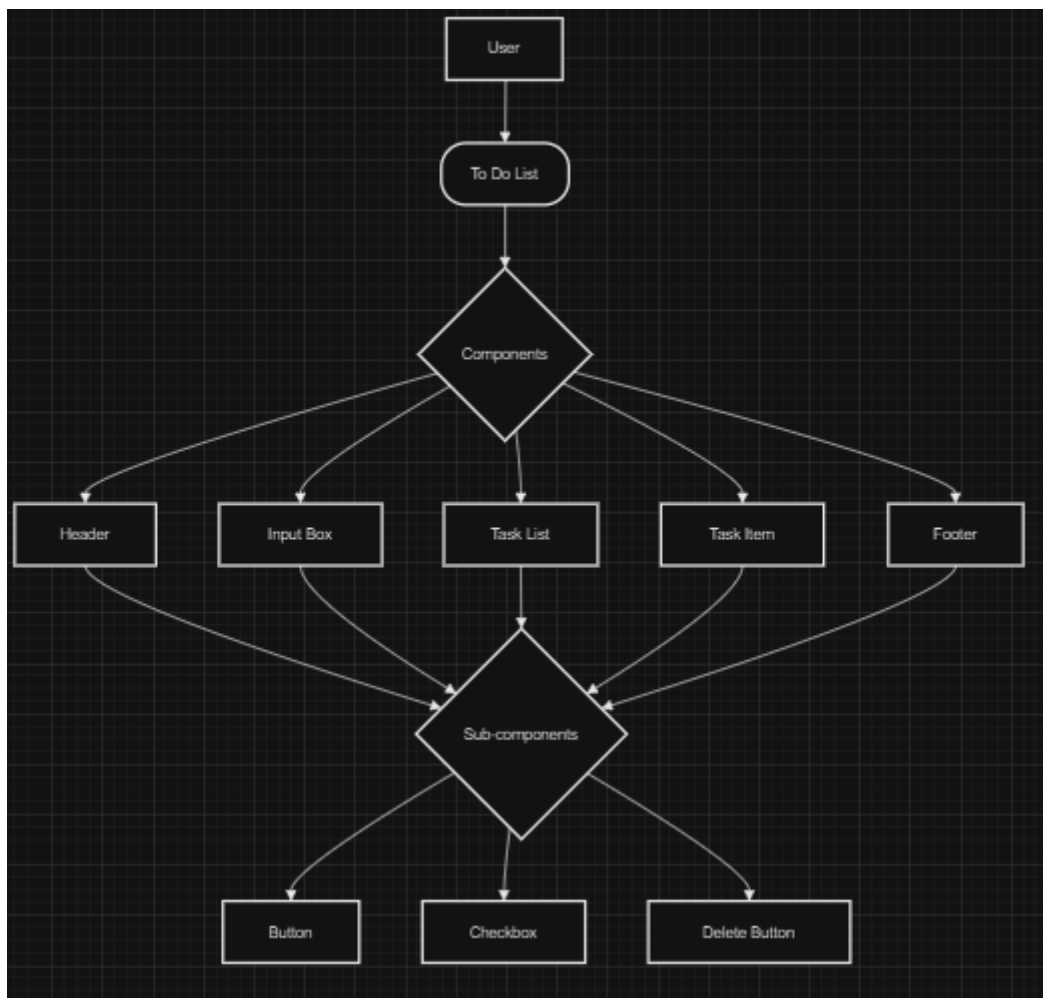 User
To Do List
Components
Header
Input Box
Task List
Task Item
Footer
Sub-components
Button
Checkbox
Delete Button